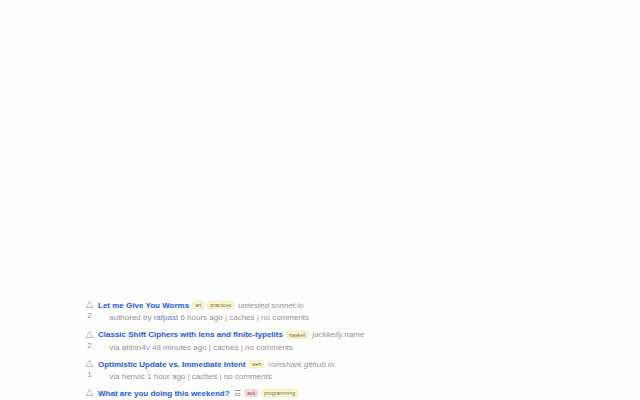 Let me Give You Worms art practices untested.sonnet.io
2 authored by rafpast 6 hours ago | caches | no comments
Classic Shift Ciphers with lens and finite-typelits haskell jackkelly.name
2 via abhin4v 48 minutes ago | caches | no comments
Optimistic Update vs. Immediate Intent web romshark.github.io
1 via henvic 1 hour ago | caches | no comments
What are you doing this weekend? ask programming